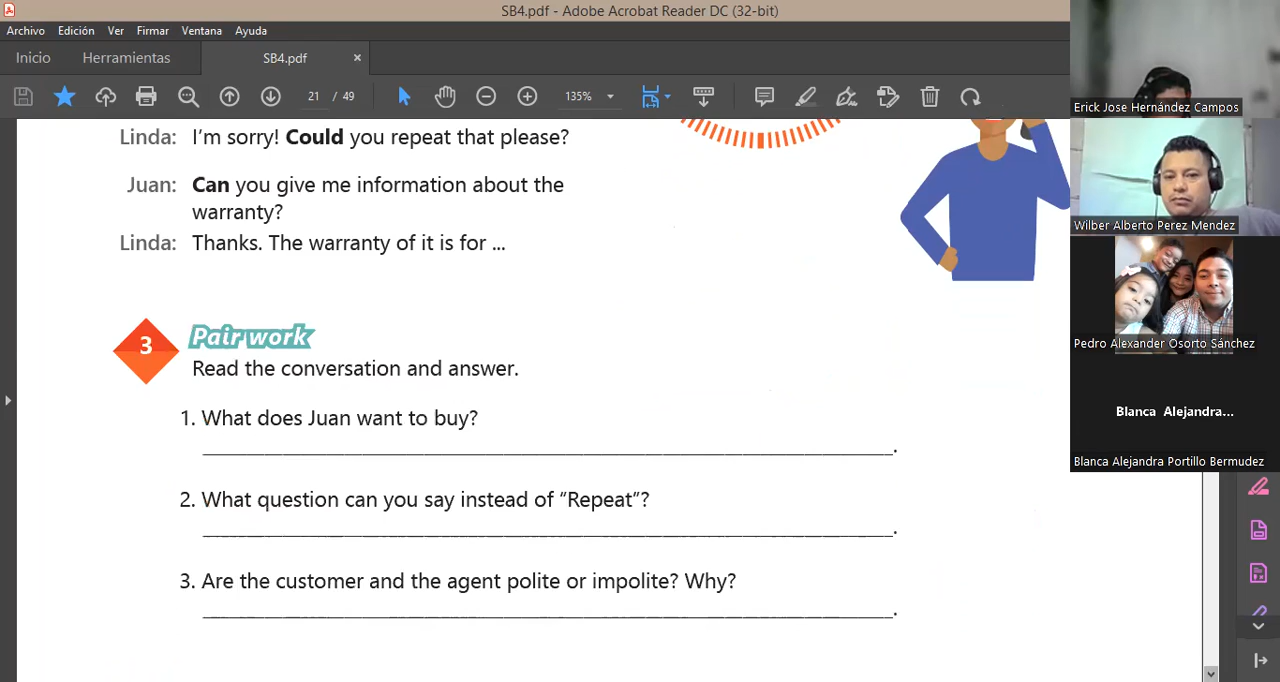 SB4.pdf - Adobe Acrobat Reader DC (32-bit)
Archivo Edición Ver Firmar Ventana Ayuda
Inicio Herramientas SB4.pdf ×
21 / 49 135%
Linda: I'm sorry! Could you repeat that please?
Juan: Can you give me information about the
warranty?
Linda: Thanks. The warranty of it is for ...
3 Pair work
Read the conversation and answer.
1. What does Juan want to buy?
______________________________.
2. What question can you say instead of “Repeat”?
______________________________.
3. Are the customer and the agent polite or impolite? Why?
______________________________.
Erick Jose Hernández Campos
Wilber Alberto Perez Mendez
Pedro Alexander Osorto Sánchez
Blanca Alejandra...
Blanca Alejandra Portillo Bermudez